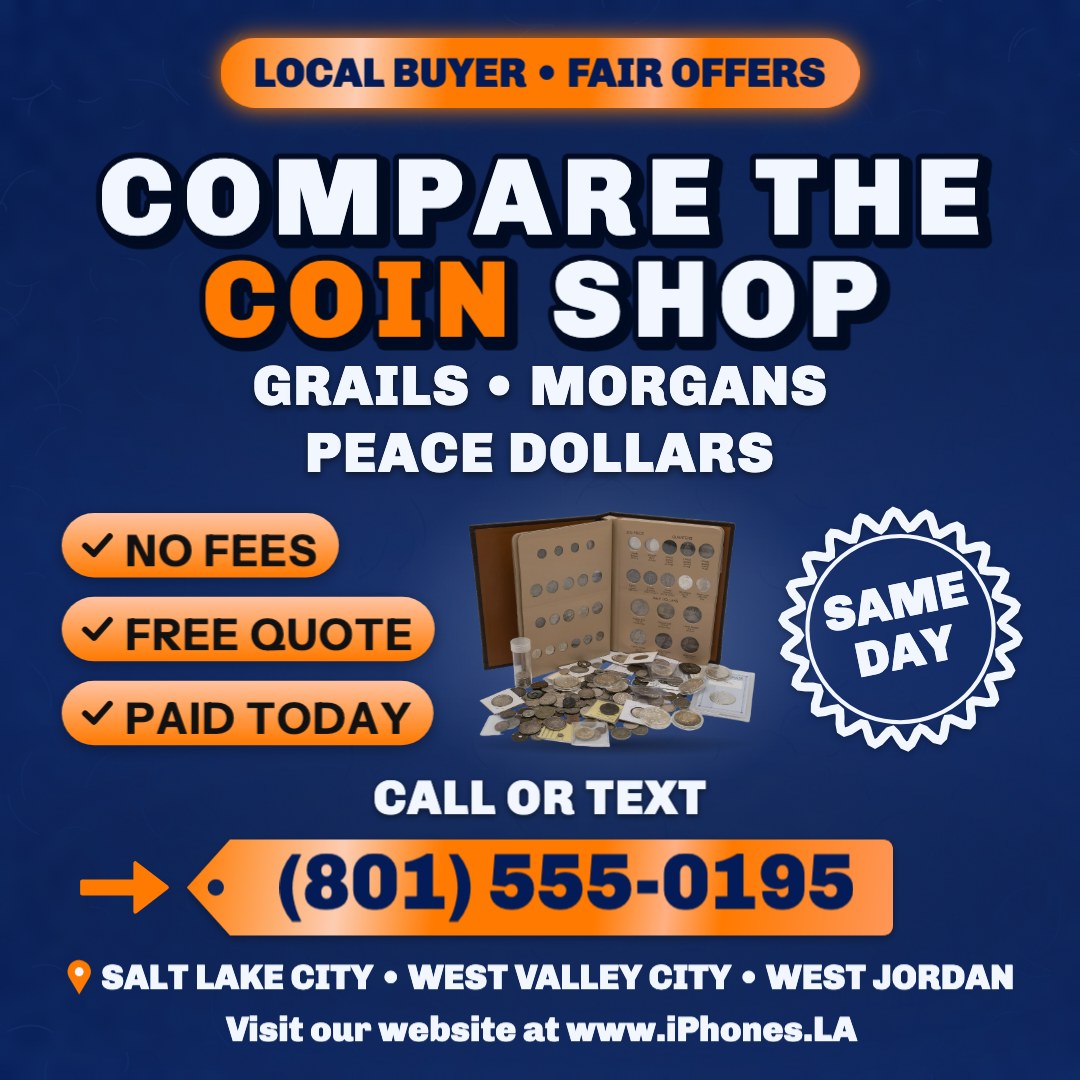 LOCAL BUYER • FAIR OFFERS
COMPARE THE
COIN SHOP
GRAILS • MORGANS
PEACE DOLLARS
NO FEES
FREE QUOTE
PAID TODAY
SAME
DAY
CALL OR TEXT
(801) 555-0195
SALT LAKE CITY • WEST VALLEY CITY • WEST JORDAN
Visit our website at www.iPhones.LA